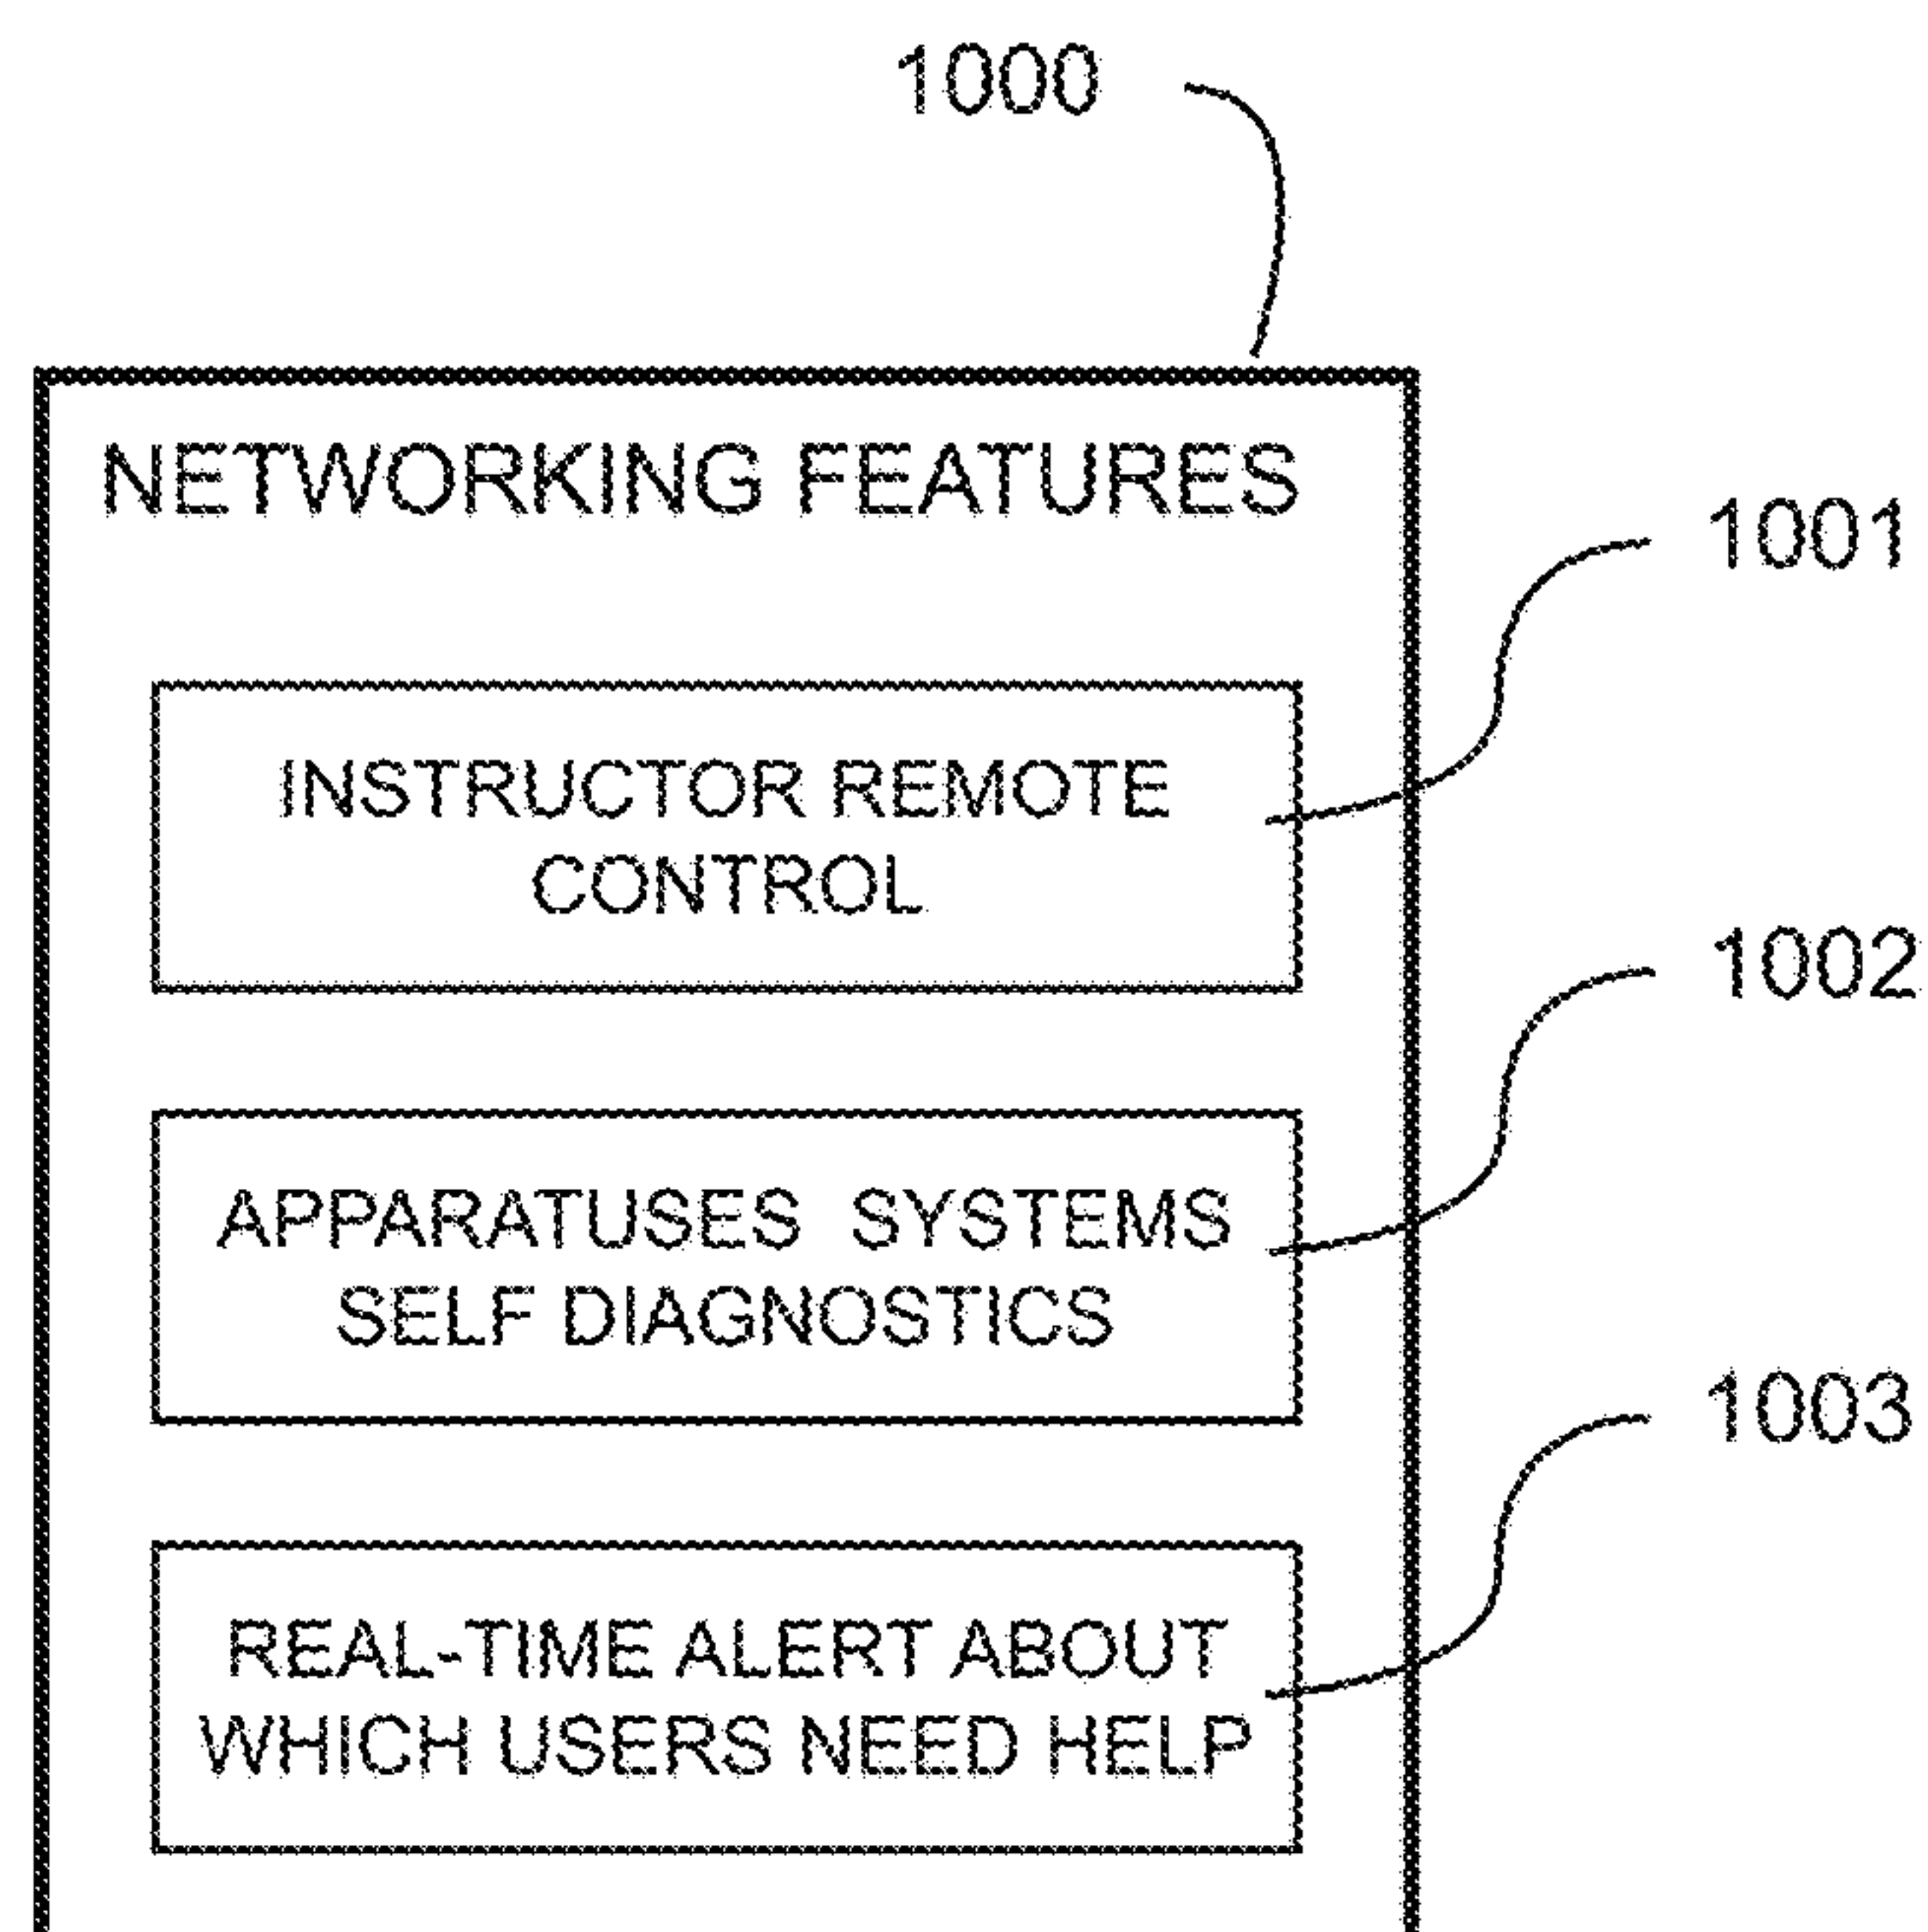 1000
NETWORKING FEATURES
1001
INSTRUCTOR REMOTE
CONTROL
1002
APPARATUSES SYSTEMS
SELF DIAGNOSTICS
1003
REAL-TIME ALERT ABOUT
WHICH USERS NEED HELP